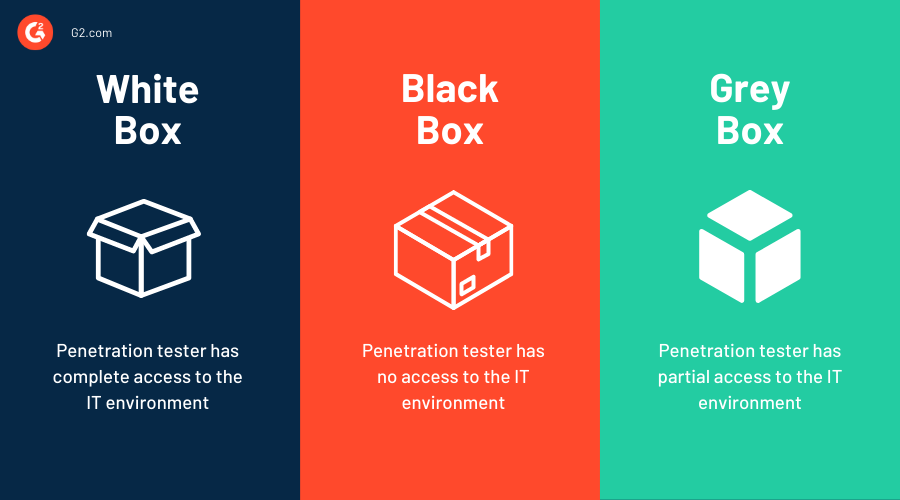 G2
G2.com
White
Box
Penetration tester has
complete access to the
IT environment
Black
Box
Penetration tester has
no access to the IT
environment
Grey
Box
Penetration tester has
partial access to the IT
environment